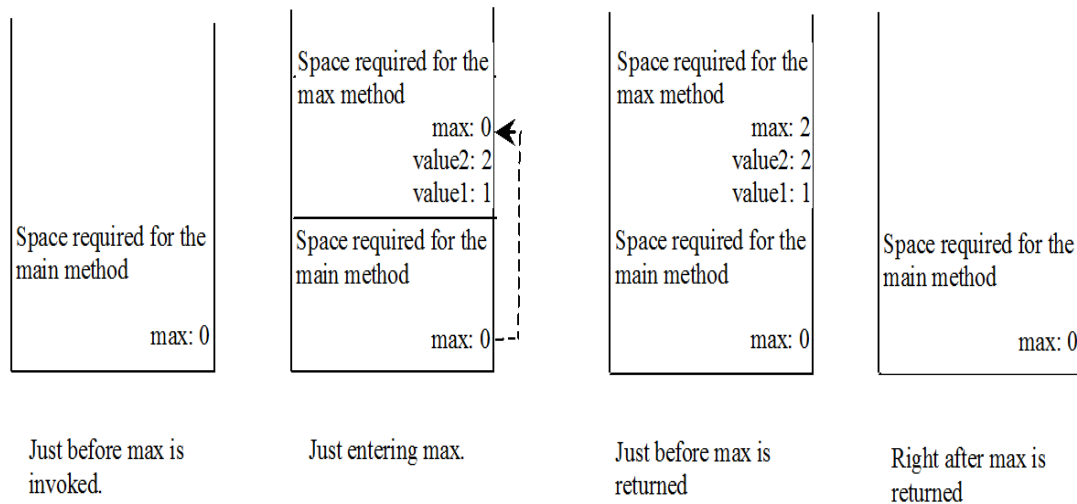 Space required for the
main method
max: 0
Just before max is
invoked.
Space required for the
max method
max: 0
value2: 2
value1: 1
Space required for the
main method
max: 0
Just entering max.
Space required for the
max method
max: 2
value2: 2
value1: 1
Space required for the
main method
max: 0
Just before max is
returned
Space required for the
main method
max: 0
Right after max is
returned